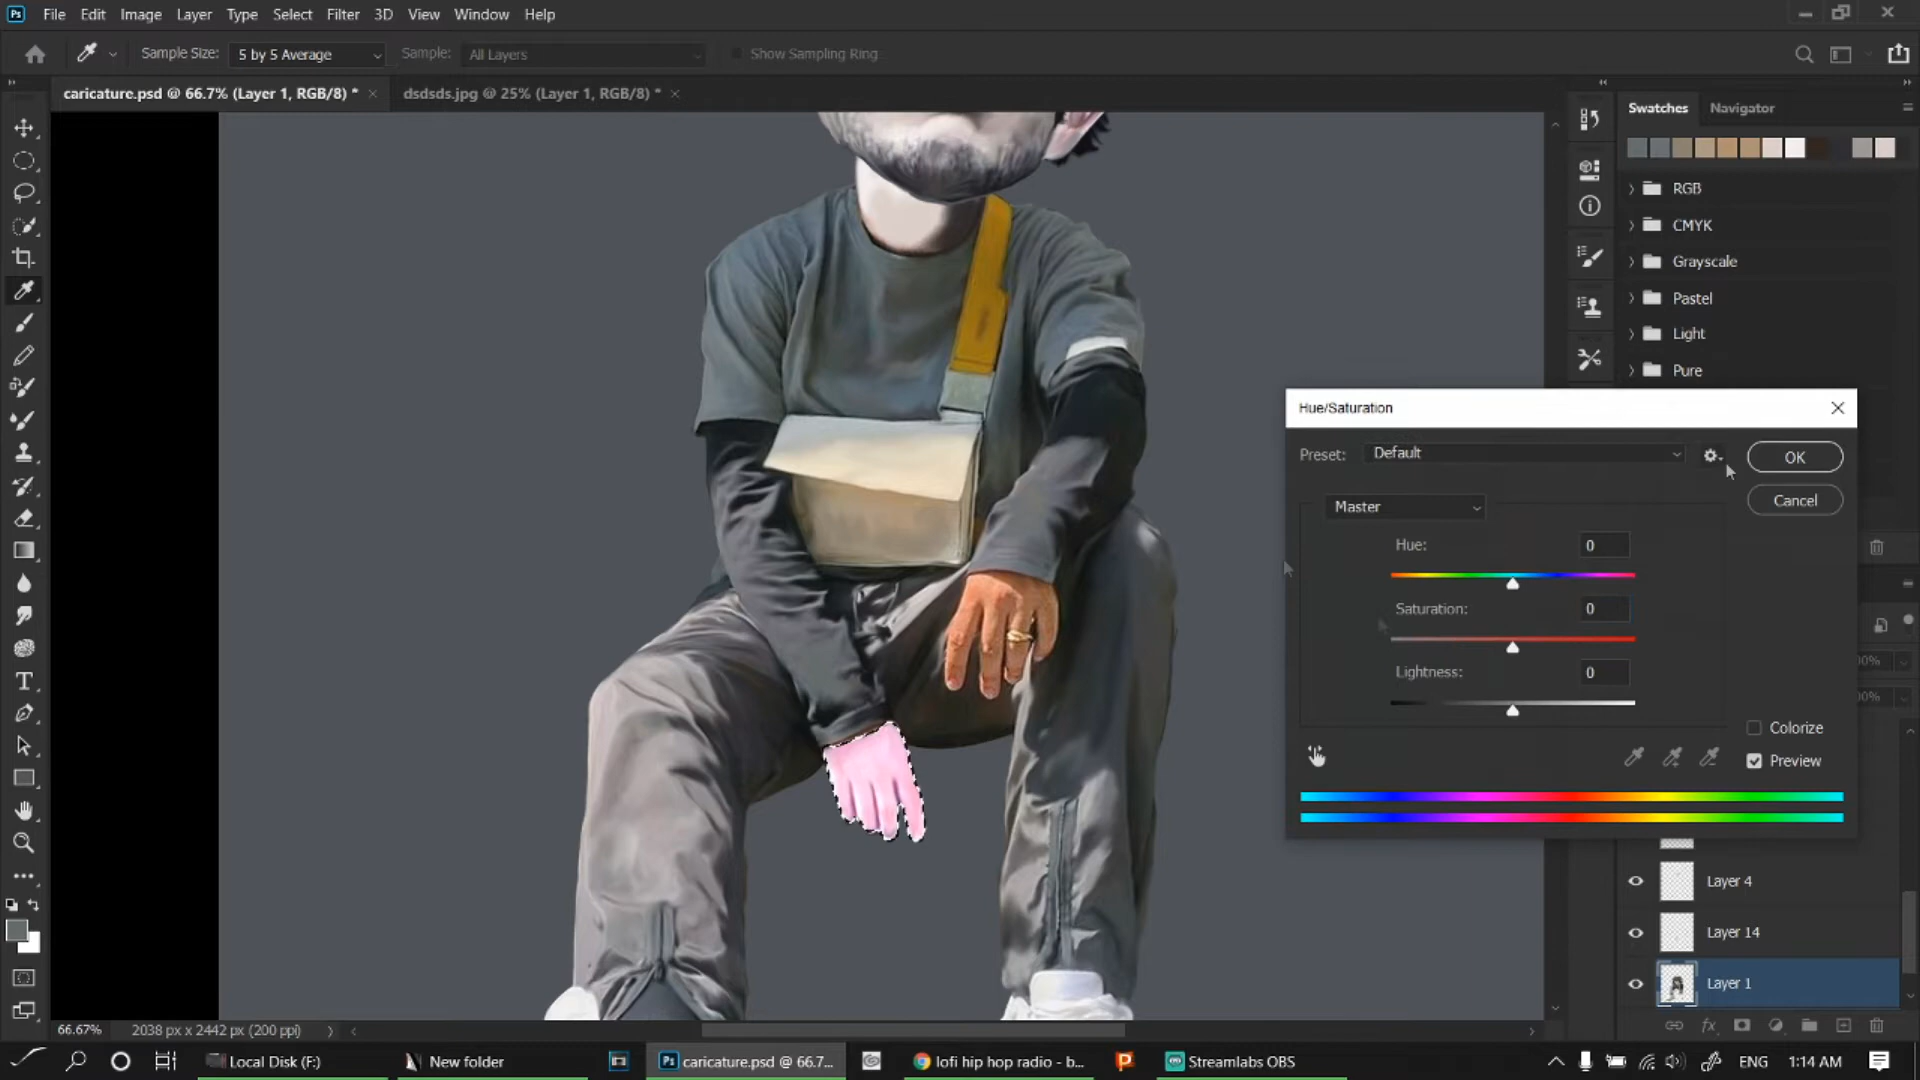 Ps File Edit Image Layer Type Select Filter 3D View Window Help
Sample Size: 5 by 5 Average Sample: All Layers Show Sampling Ring
caricature.psd @ 66.7% (Layer 1, RGB/8) * dsdsds.jpg @ 25% (Layer 1, RGB/8) *
Swatches Navigator
RGB
CMYK
Grayscale
Pastel
Light
Pure
Hue/Saturation
Preset: Default
OK
Cancel
Master
Hue: 0
Saturation: 0
Lightness: 0
Colorize
Preview
Layer 4
Layer 14
Layer 1
fx
66.67% 2038 px x 2442 px (200 ppi)
Local Disk (F:) New folder Ps caricature.psd @ 66.7... lofi hip hop radio - b... Streamlabs OBS ENG 1:14 AM